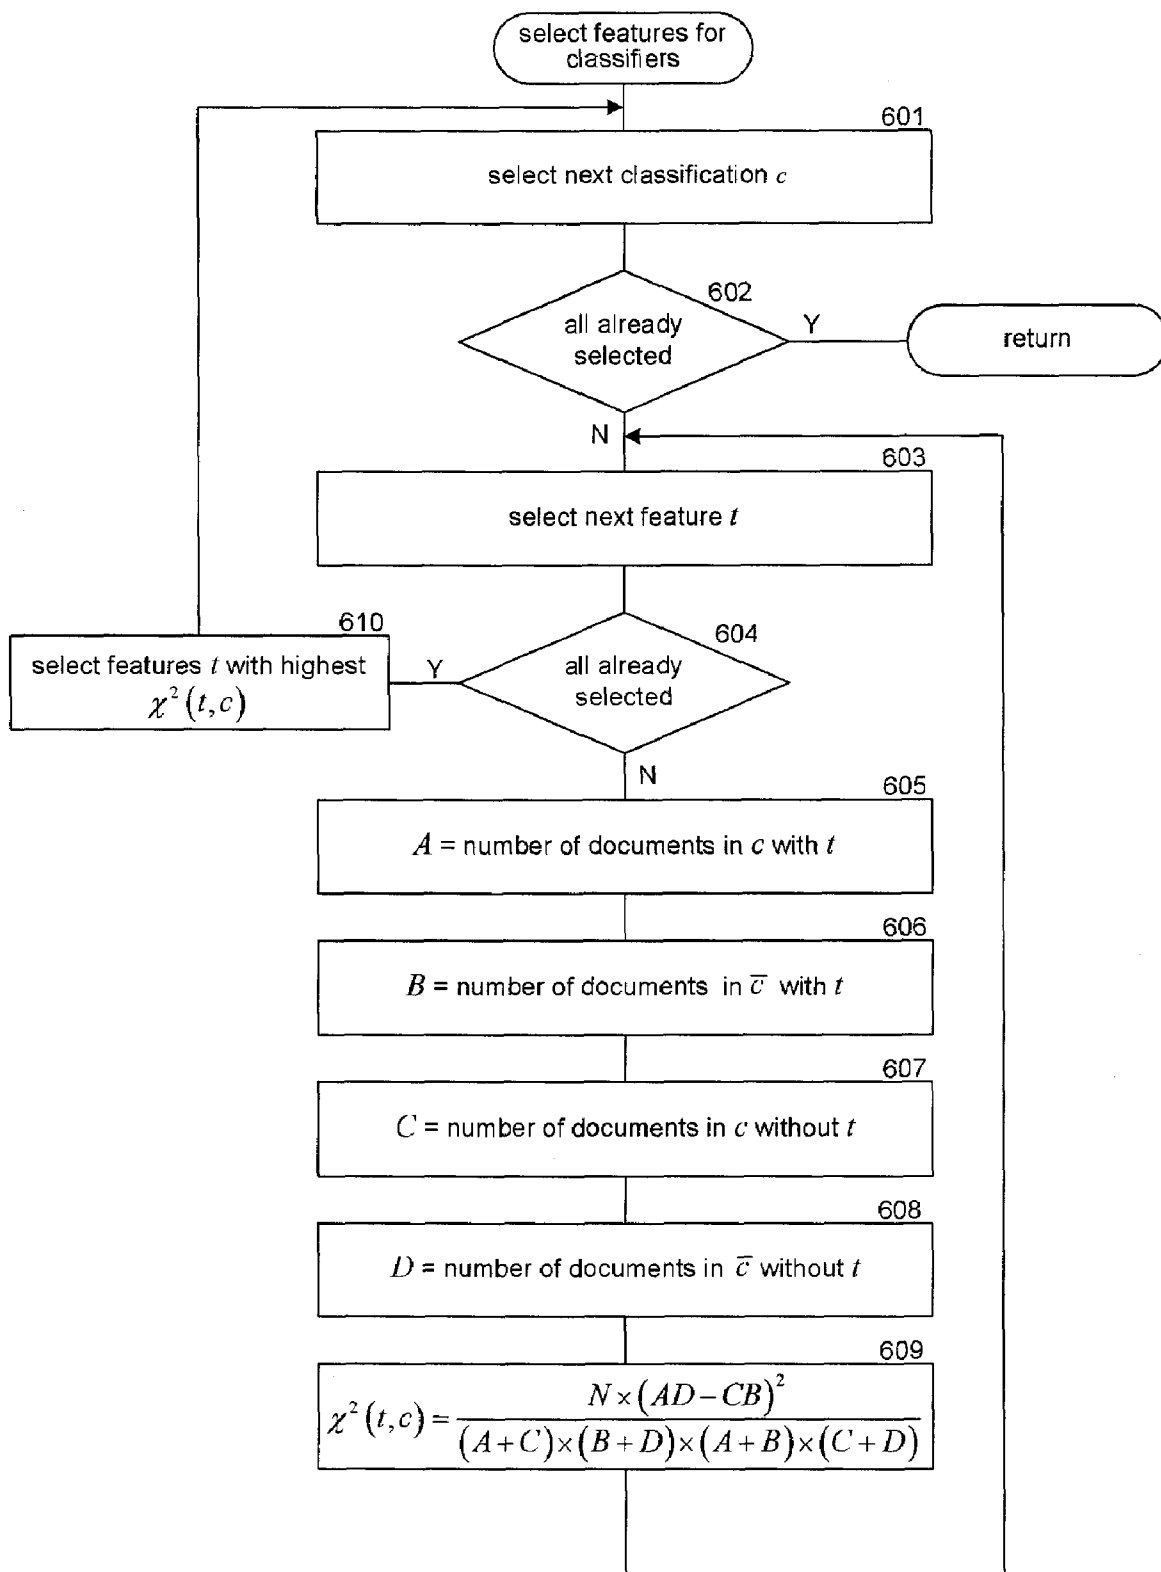 select features for
classifiers
601
select next classification c
602
all already
selected
Y
return
N
603
select next feature t
610
select features t with highest
χ² (t,c)
Y
604
all already
selected
N
605
A = number of documents in c with t
606
B = number of documents in c̅ with t
607
C = number of documents in c without t
608
D = number of documents in c̅ without t
609
χ² (t,c) = N × (AD − CB)² / (A + C) × (B + D) × (A + B) × (C + D)